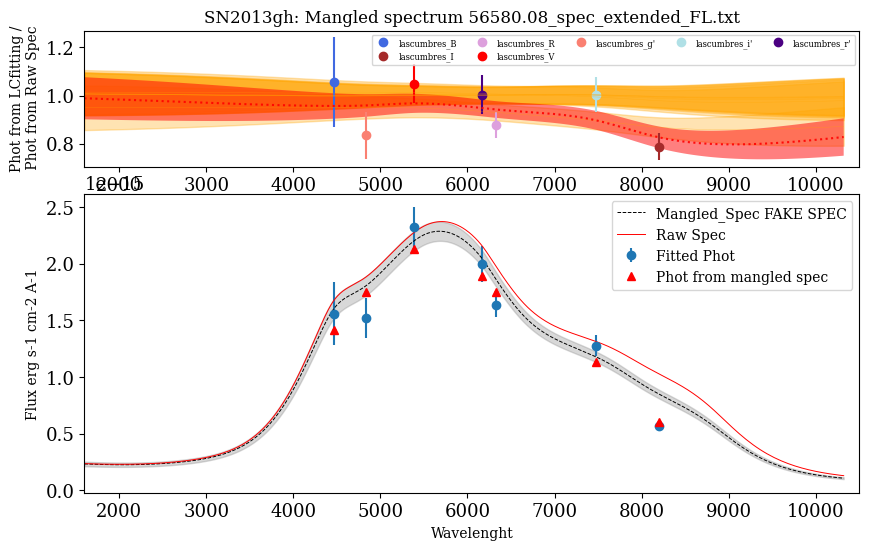 SN2013gh: Mangled spectrum 56580.08_spec_extended_FL.txt
Phot from LCfitting /
Phot from Raw Spec
1.2
1.0
0.8
lascumbres_B lascumbres_R lascumbres_g' lascumbres_i' lascumbres_r'
lascumbres_I lascumbres_V
2000 3000 4000 5000 6000 7000 8000 9000 10000
1e−15
Flux erg s-1 cm-2 A-1
2.5
2.0
1.5
1.0
0.5
0.0
Mangled_Spec FAKE SPEC
Raw Spec
Fitted Phot
Phot from mangled spec
2000 3000 4000 5000 6000 7000 8000 9000 10000
Wavelenght